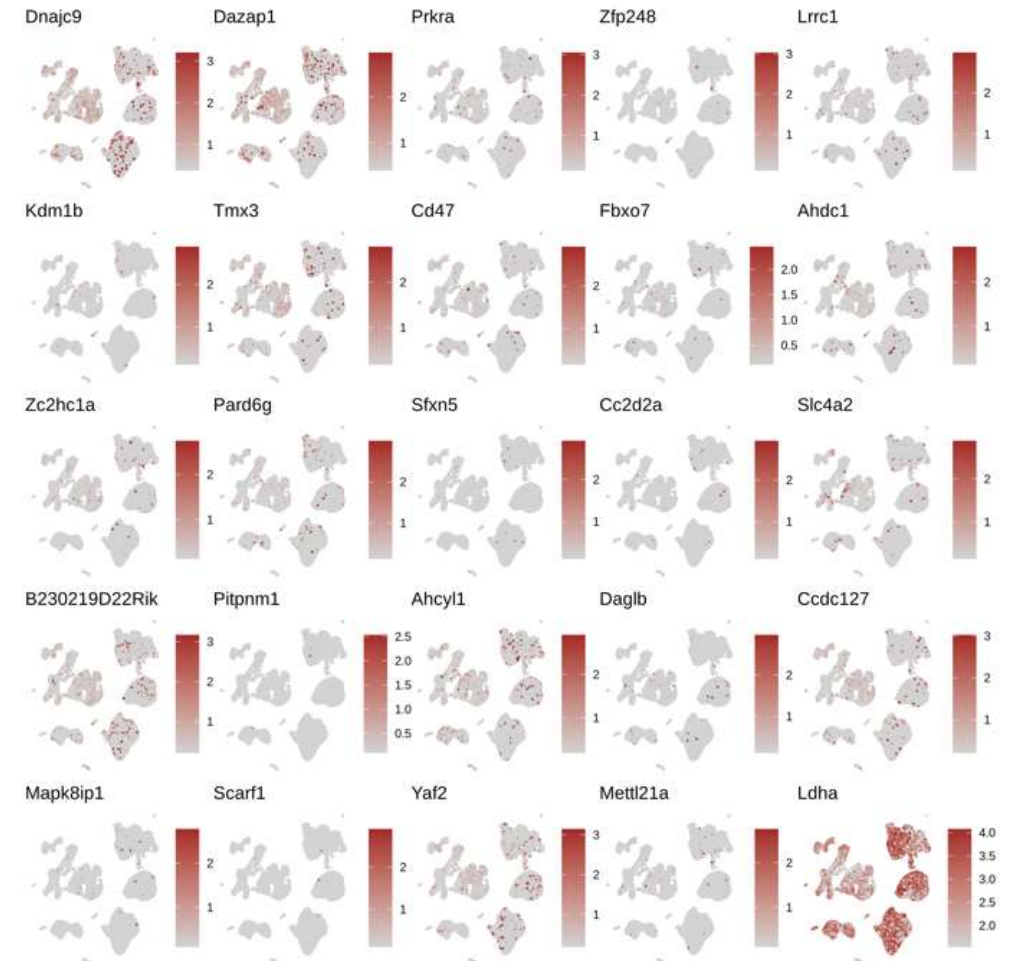 Dnajc9 Dazap1 Prkra Zfp248 Lrrc1
3 2 1
2 1
3 2 1
3 2 1
2 1
Kdm1b Tmx3 Cd47 Fbxo7 Ahdc1
2 1
2 1
2 1
2.0 1.5 1.0 0.5
2 1
Zc2hc1a Pard6g Sfxn5 Cc2d2a Slc4a2
2 1
2 1
2 1
2 1
2 1
B230219D22Rik Pitpnm1 Ahcyl1 Daglb Ccdc127
3 2 1
2.5 2.0 1.5 1.0 0.5
2 1
2 1
3 2 1
Mapk8ip1 Scarf1 Yaf2 Mettl21a Ldha
2 1
2 1
3 2 1
2 1
4.0 3.5 3.0 2.5 2.0